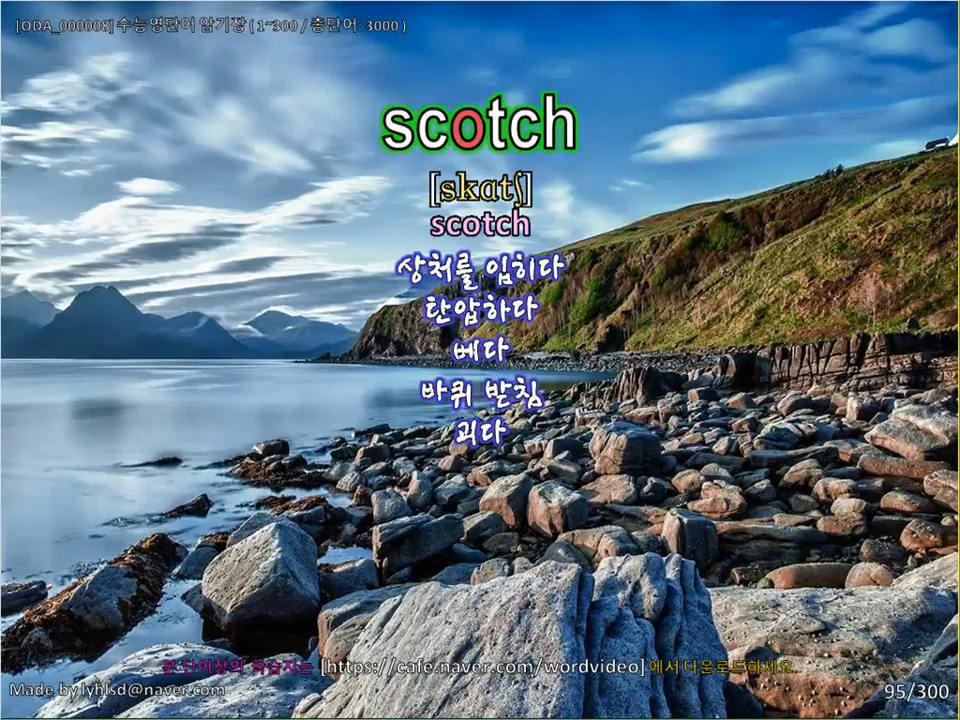 [ODA_000008] 수능영단어 암기짱 ( 1~300 / 총단어: 3000 )
scotch
[skɑtʃ]
scotch
상처를 입히다
탄압하다
베다
바퀴 받침
괴다
본 단어장의 학습자는 [https://cafe.naver.com/wordvideo] 에서 다운로드하세요
Made by lyhlsd@naver.com
95/300